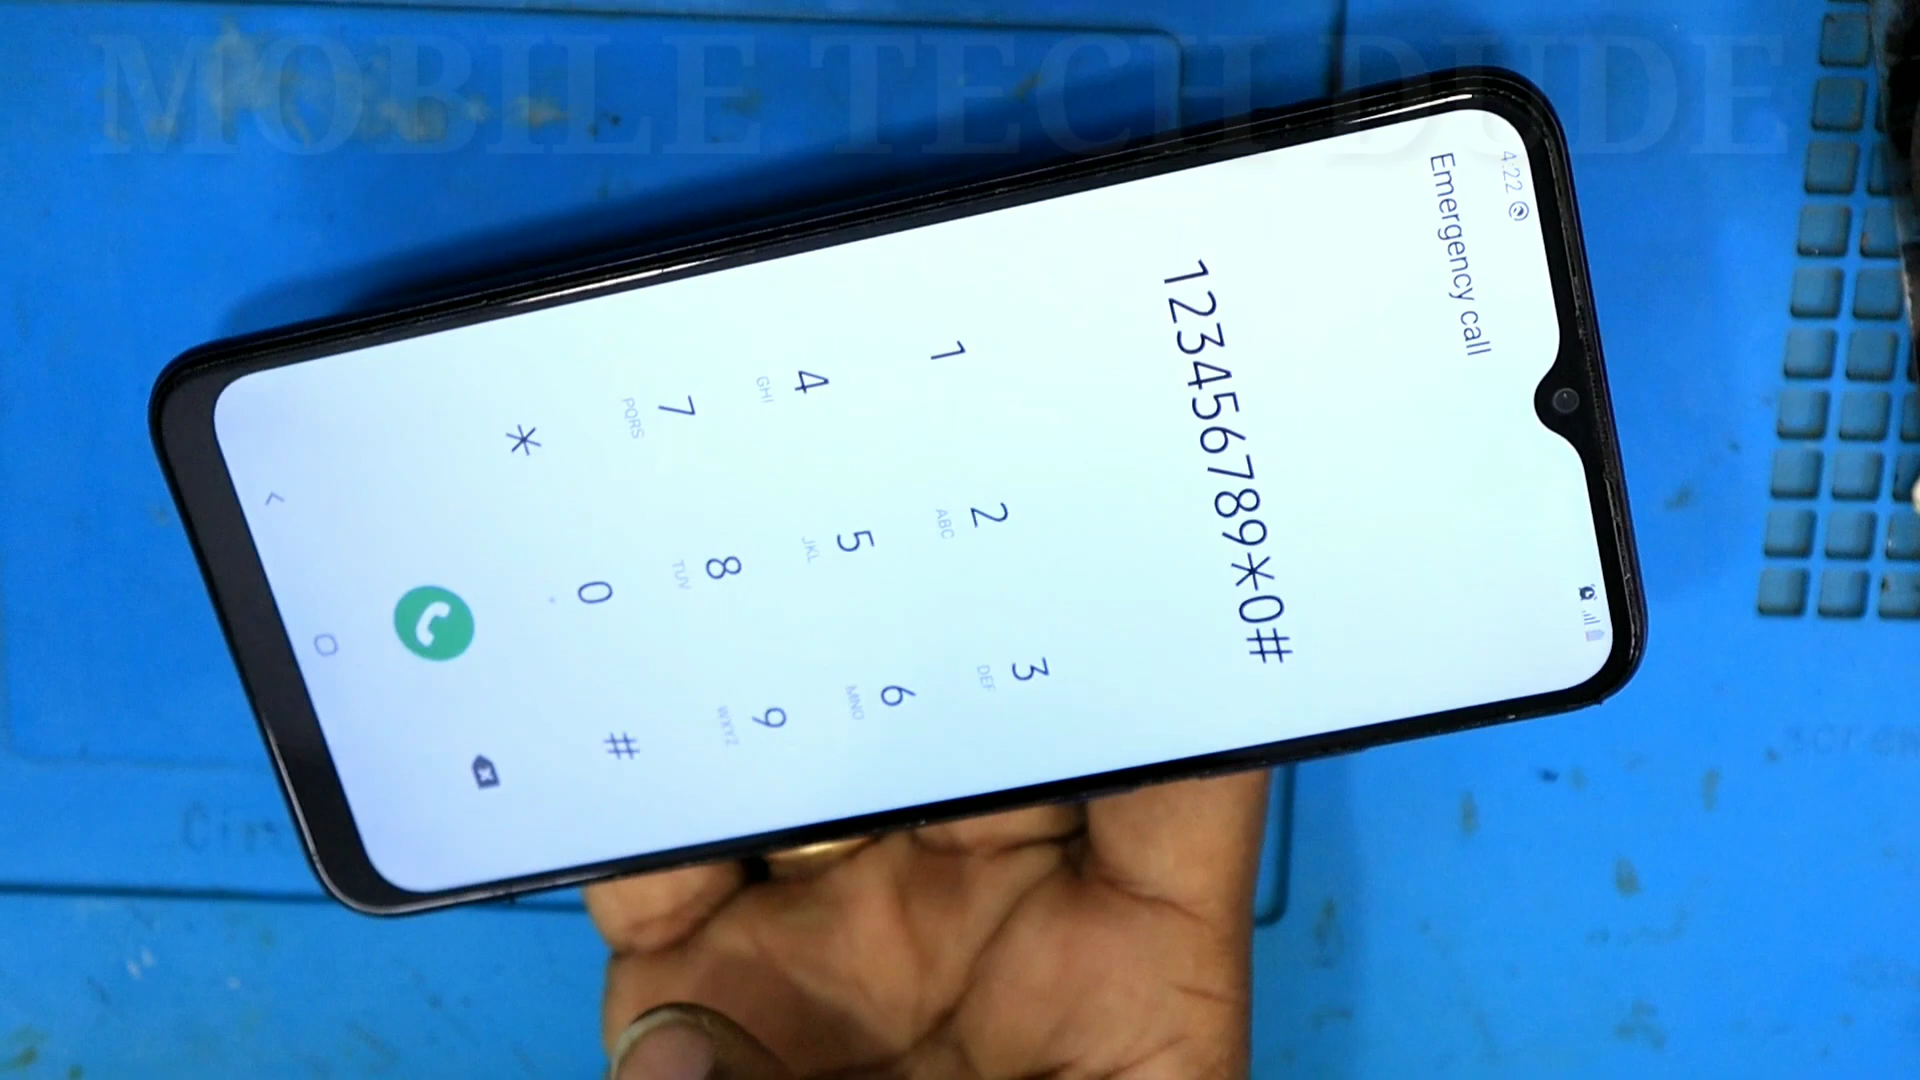 MOBILE TECH DUDE
4:22
Emergency call
123456789*0#
1
2
ABC
3
DEF
4
GHI
5
JKL
6
MNO
7
PQRS
8
TUV
9
WXYZ
*
0
+
#